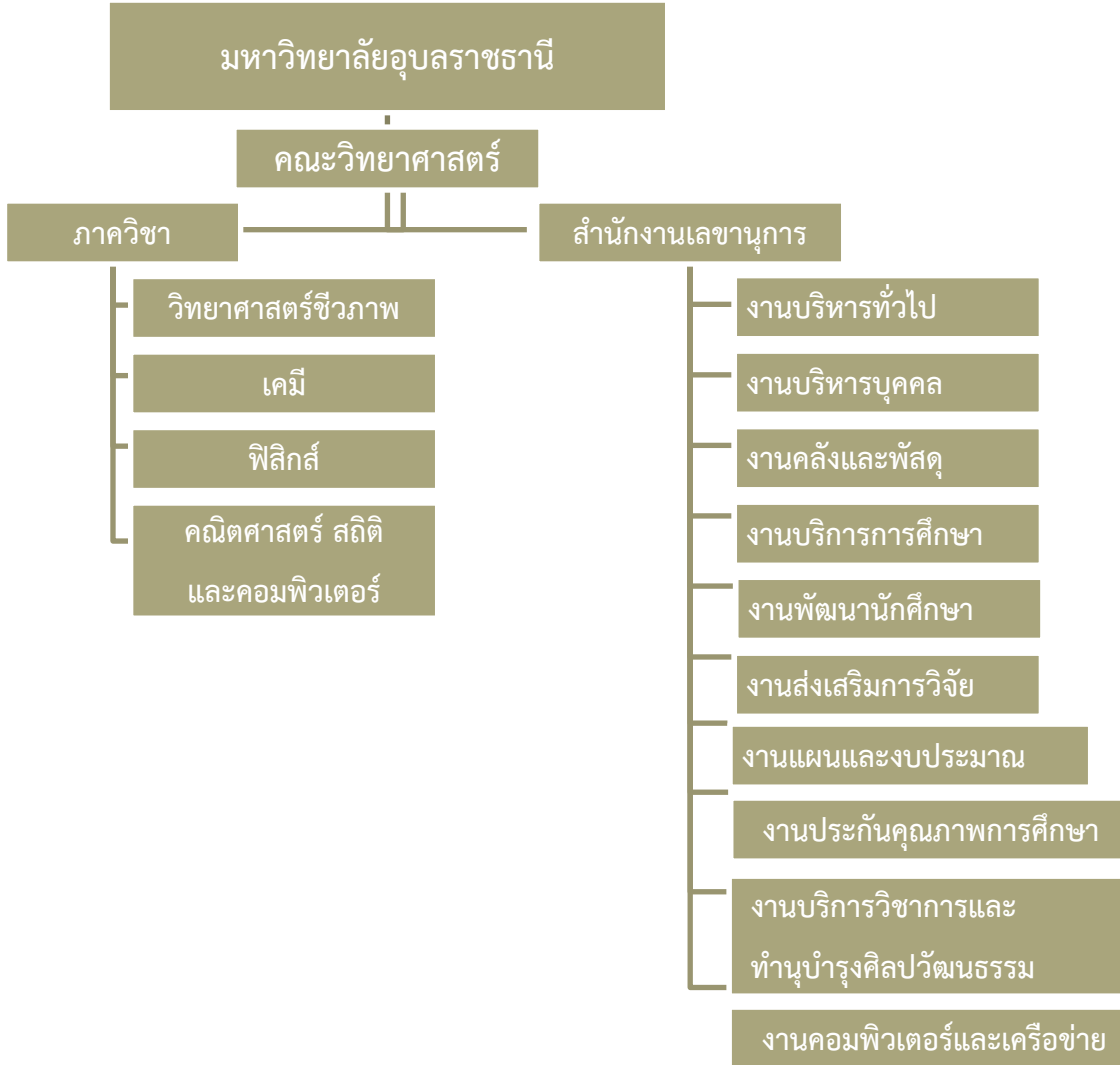 มหาวิทยาลัยอุบลราชธานี
คณะวิทยาศาสตร์
ภาควิชา
วิทยาศาสตร์ชีวภาพ
เคมี
ฟิสิกส์
คณิตศาสตร์ สถิติ
และคอมพิวเตอร์
สำนักงานเลขานุการ
งานบริหารทั่วไป
งานบริหารบุคคล
งานคลังและพัสดุ
งานบริการการศึกษา
งานพัฒนานักศึกษา
งานส่งเสริมการวิจัย
งานแผนและงบประมาณ
งานประกันคุณภาพการศึกษา
งานบริการวิชาการและ
ทำนุบำรุงศิลปวัฒนธรรม
งานคอมพิวเตอร์และเครือข่าย